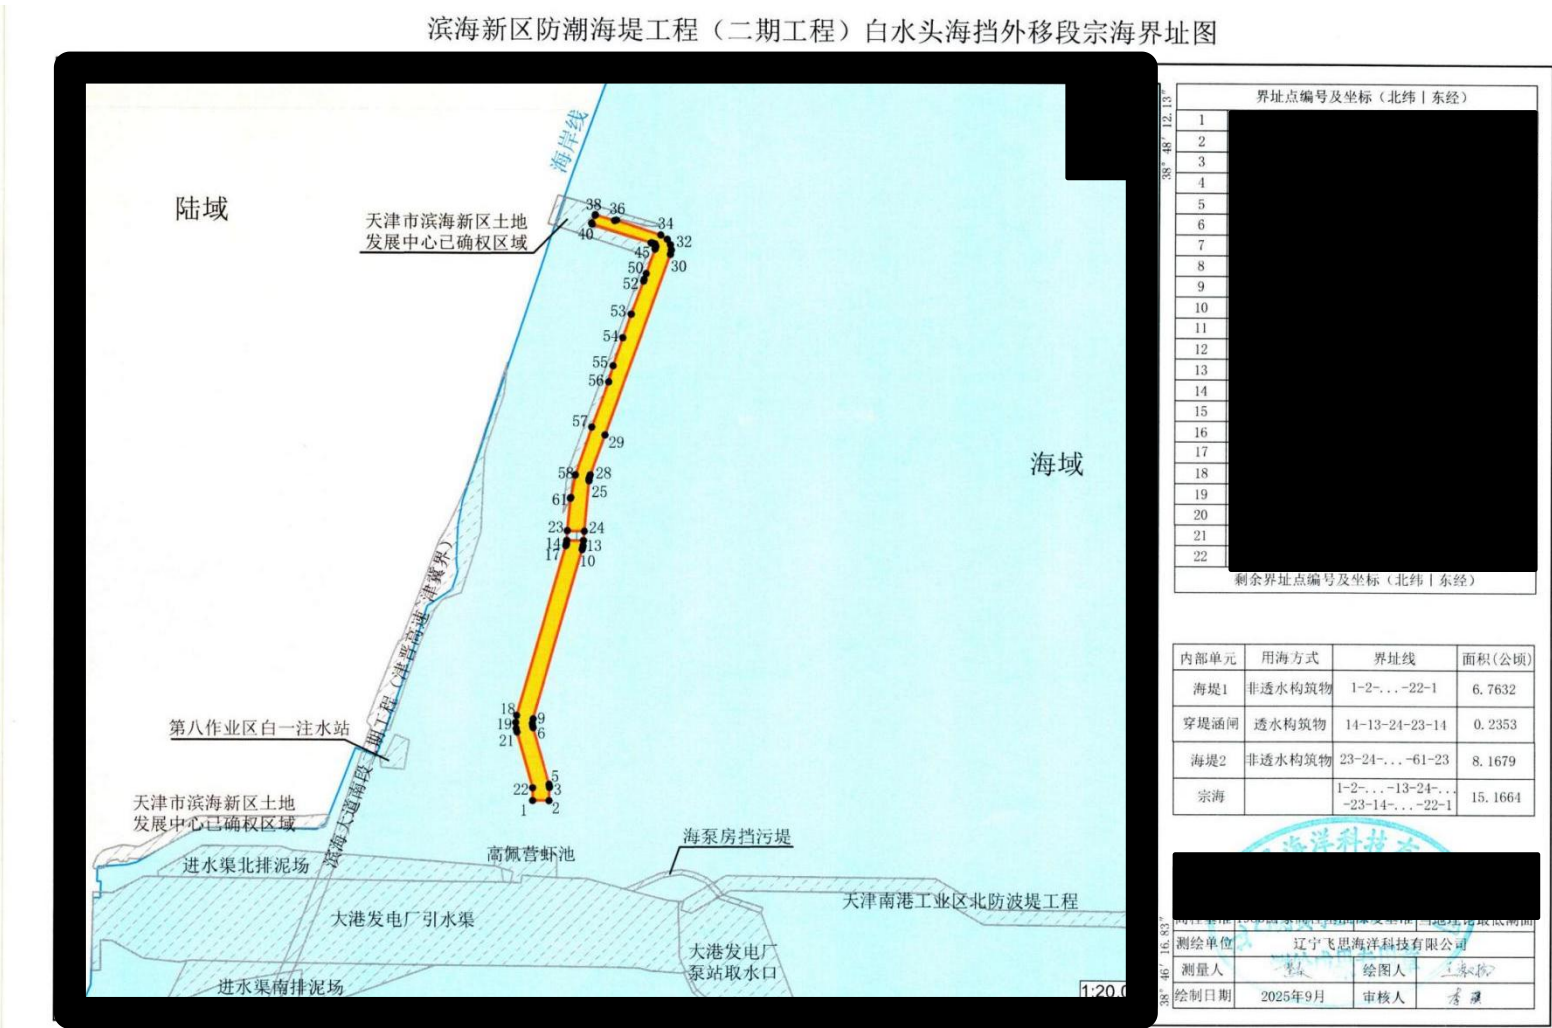 滨海新区防潮海堤工程（二期工程）白水头海挡外移段宗海界址图
海岸线
陆域
天津市滨海新区土地
发展中心已确权区域
38
36
34
40
32
45
30
50
52
53
54
55
56
57
29
海域
58
28
25
61
23
24
14
13
17
10
18
9
19
6
21
第八作业区白一注水站
5
22
3
1
2
天津市滨海新区土地
发展中心已确权区域
海泵房挡污堤
高佩营虾池
进水渠北排泥场
天津南港工业区北防波堤工程
大港发电厂引水渠
大港发电厂
泵站取水口
进水渠南排泥场
38° 48′ 12.13″
38° 46′ 16.83″
界址点编号及坐标（北纬丨东经）
1
2
3
4
5
6
7
8
9
10
11
12
13
14
15
16
17
18
19
20
21
22
剩余界址点编号及坐标（北纬丨东经）
内部单元 用海方式 界址线 面积(公顷)
海堤1 非透水构筑物 1-2-...-22-1 6.7632
穿堤涵闸 透水构筑物 14-13-24-23-14 0.2353
海堤2 非透水构筑物 23-24-...-61-23 8.1679
宗海 1-2-...-13-24-...
-23-14-...-22-1 15.1664
海洋科技有
测绘单位 辽宁飞思海洋科技有限公司
测量人 绘图人
绘制日期 2025年9月 审核人